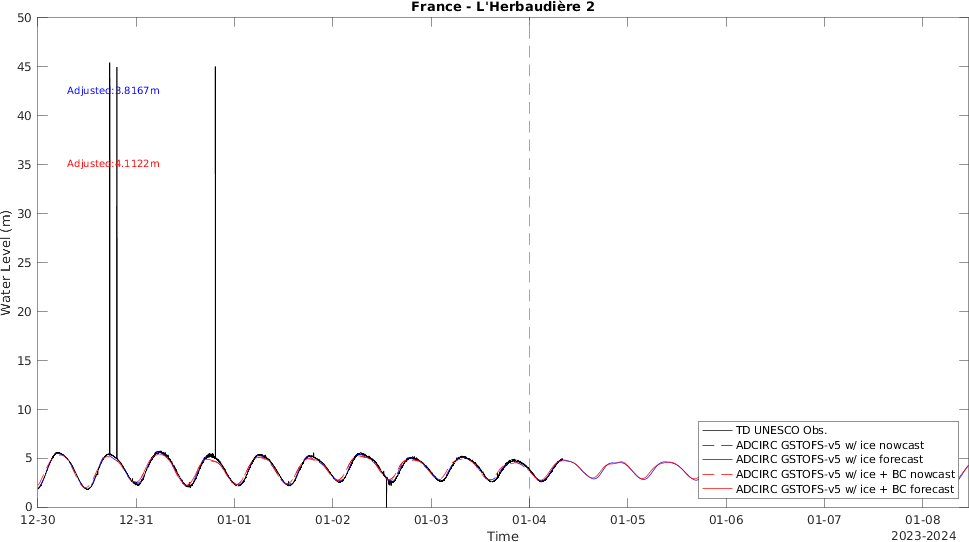 France - L'Herbaudière 2
50
45
40
35
30
25
20
15
10
5
0
Water Level (m)
Adjusted:3.8167m
Adjusted:4.1122m
TD UNESCO Obs.
ADCIRC GSTOFS-v5 w/ ice nowcast
ADCIRC GSTOFS-v5 w/ ice forecast
ADCIRC GSTOFS-v5 w/ ice + BC nowcast
ADCIRC GSTOFS-v5 w/ ice + BC forecast
12-30 12-31 01-01 01-02 01-03 01-04 01-05 01-06 01-07 01-08
Time
2023-2024